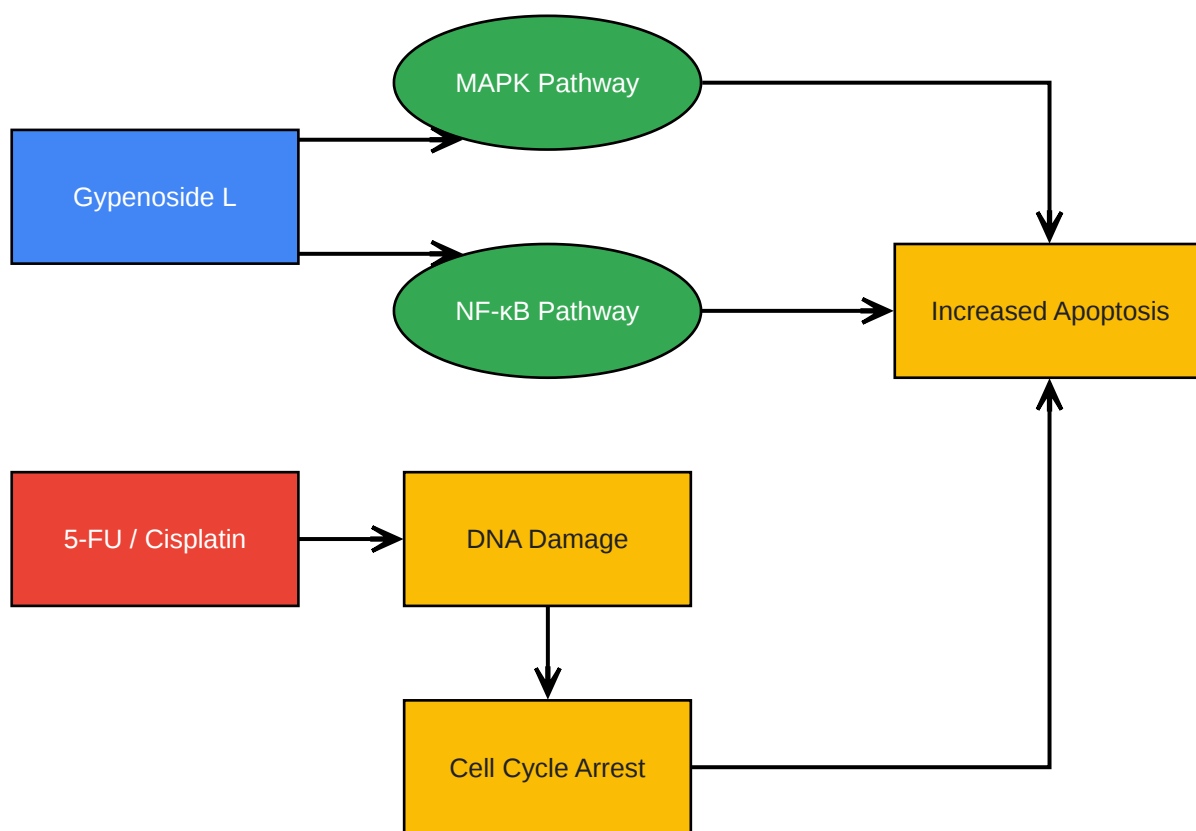 MAPK Pathway
Gypenoside L
NF-κB Pathway
Increased Apoptosis
5-FU / Cisplatin
DNA Damage
Cell Cycle Arrest